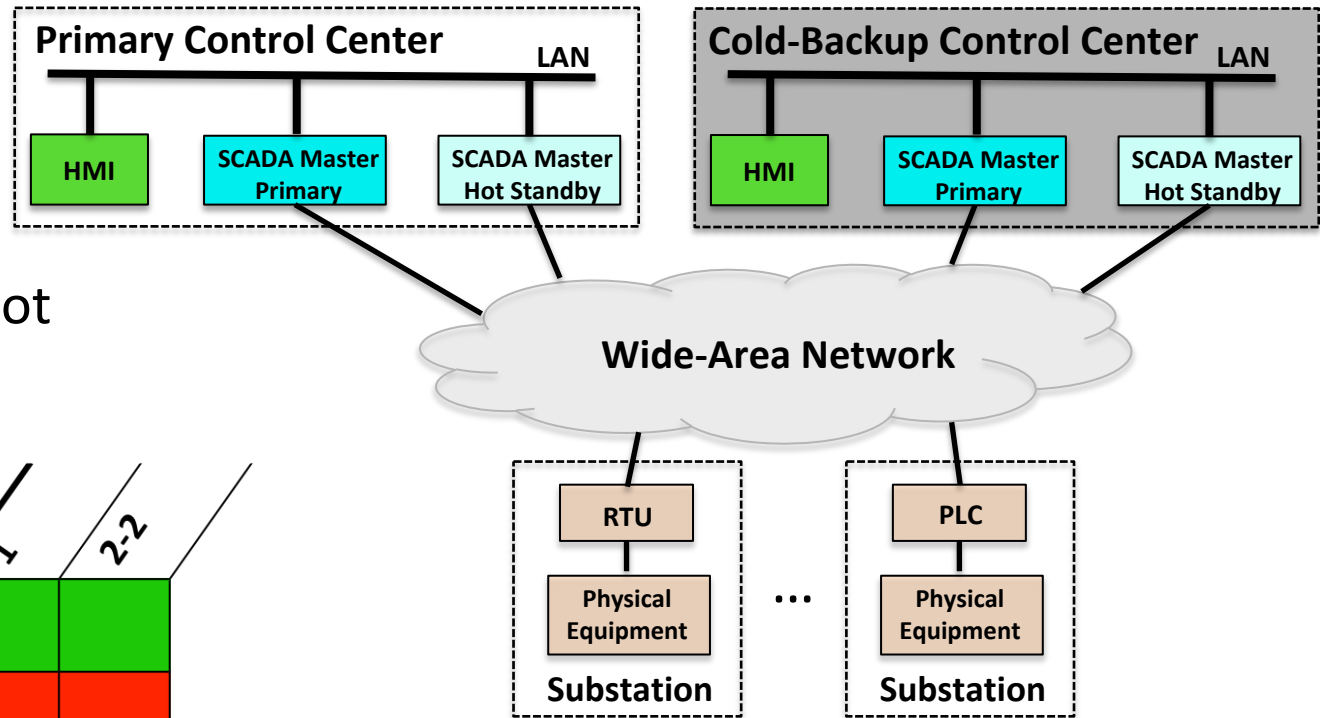 Primary Control Center
LAN
HMI
SCADA Master
Primary
SCADA Master
Hot Standby
Cold-Backup Control Center
LAN
HMI
SCADA Master
Primary
SCADA Master
Hot Standby
ot
Wide-Area Network
1
2-2
RTU
Physical
Equipment
Substation
...
PLC
Physical
Equipment
Substation